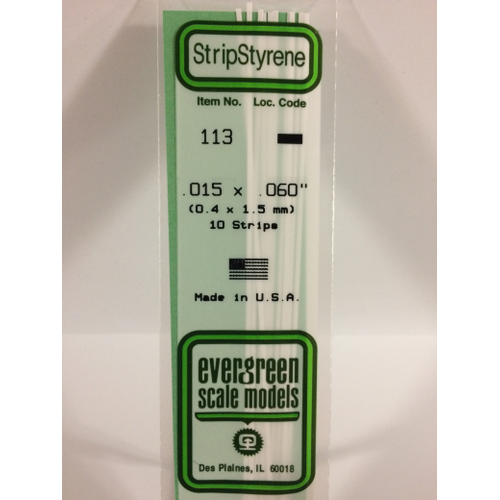 StripStyrene
Item No. Loc. Code
113
.015 x .060"
(0.4 x 1.5 mm)
10 Strips
Made in U.S.A.
evergreen
scale models
Des Plaines, IL 60018